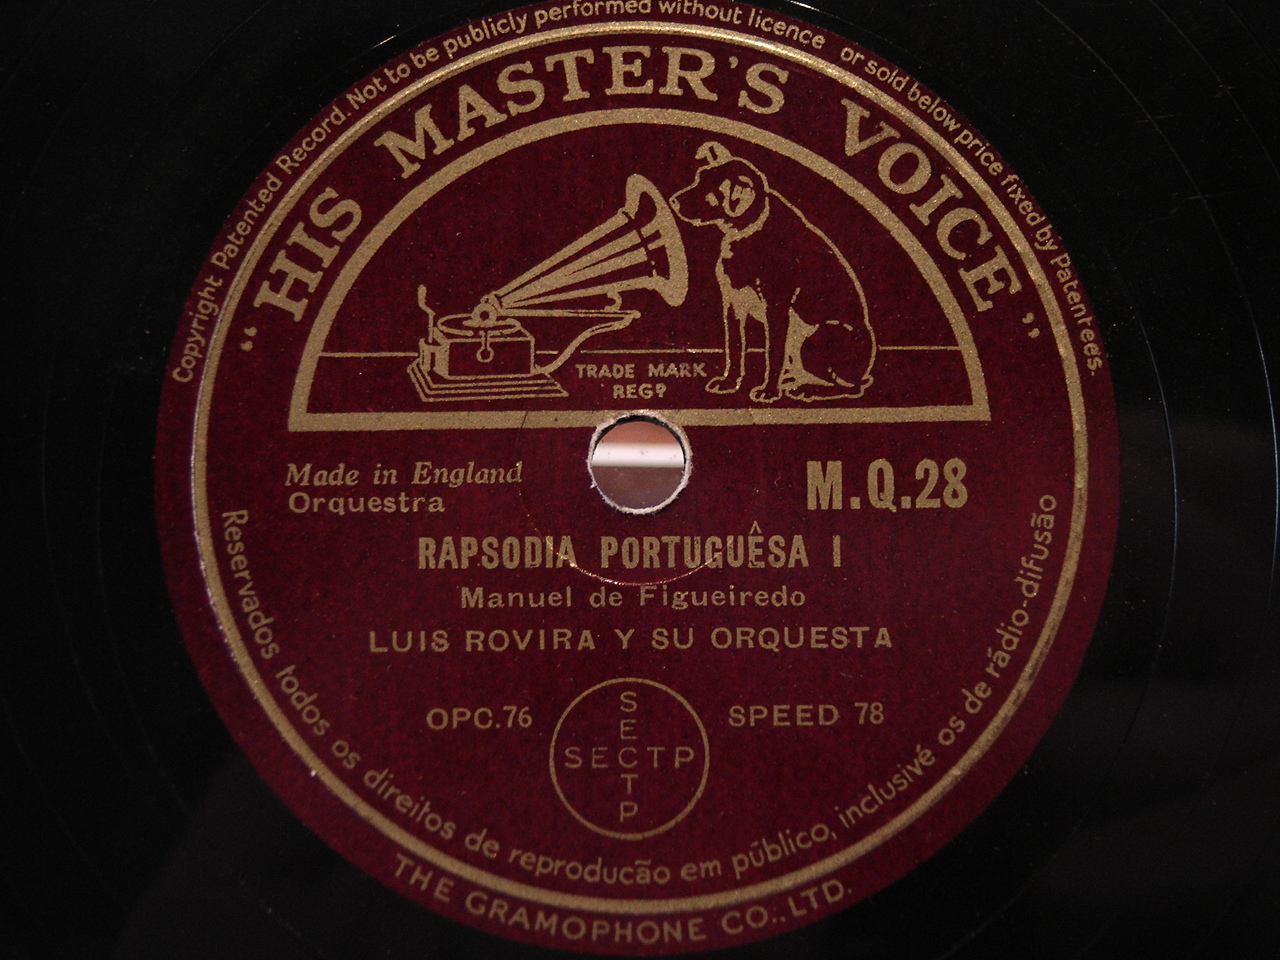 Copyright Patented Record. Not to be publicly performed without licence or sold below price fixed by Patentees.
“HIS MASTER'S VOICE”
TRADE MARK
REGD
Made in England
Orquestra
M.Q.28
RAPSODIA PORTUGUÊSA I
Manuel de Figueiredo
LUIS ROVIRA Y SU ORQUESTA
OPC.76
SECTP
SECTP
SPEED 78
Reservados todos os direitos de reproducão em público, inclusivé os de rádio-difusão
THE GRAMOPHONE CO., LTD.